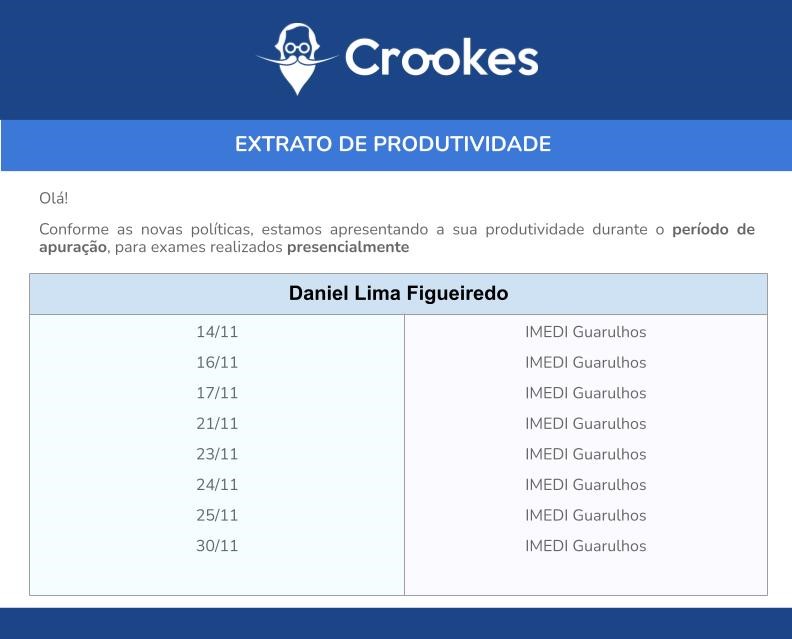 Crookes
EXTRATO DE PRODUTIVIDADE
Olá!
Conforme as novas políticas, estamos apresentando a sua produtividade durante o período de
apuração, para exames realizados presencialmente
Daniel Lima Figueiredo
14/11 IMEDI Guarulhos
16/11 IMEDI Guarulhos
17/11 IMEDI Guarulhos
21/11 IMEDI Guarulhos
23/11 IMEDI Guarulhos
24/11 IMEDI Guarulhos
25/11 IMEDI Guarulhos
30/11 IMEDI Guarulhos